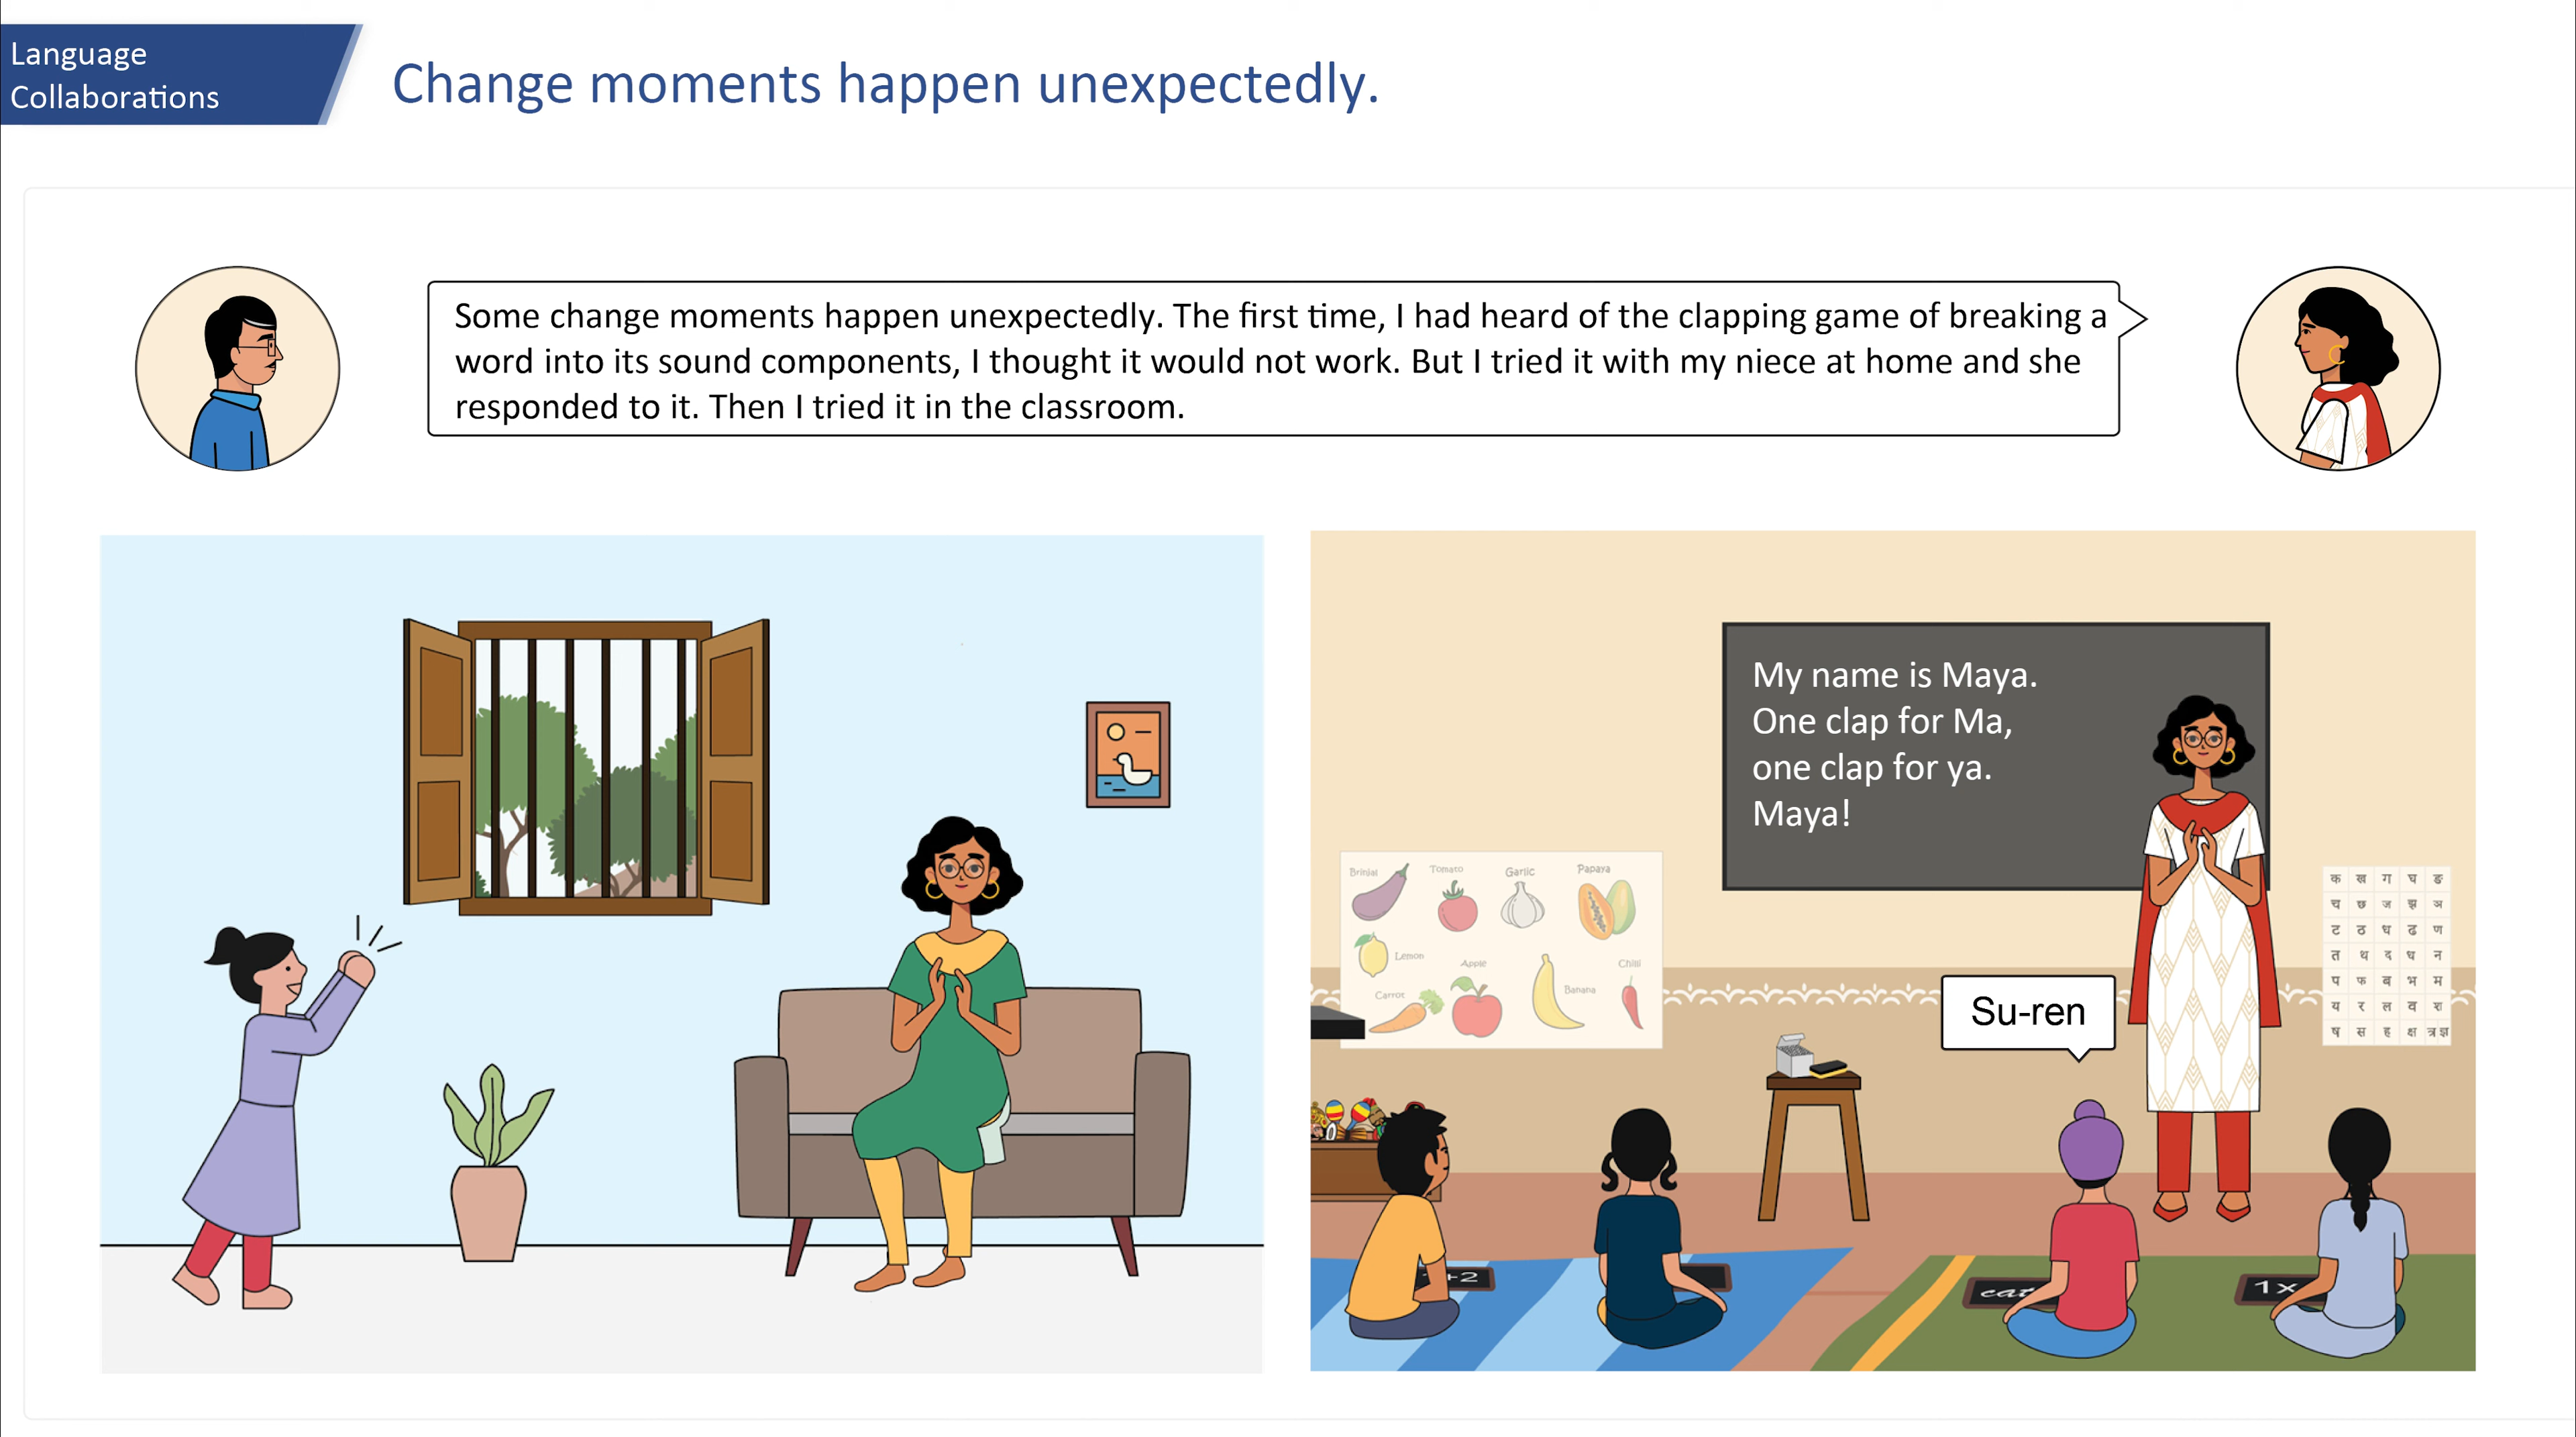 Language
Collaborations
Change moments happen unexpectedly.
Some change moments happen unexpectedly. The first time, I had heard of the clapping game of breaking a
word into its sound components, I thought it would not work. But I tried it with my niece at home and she
responded to it. Then I tried it in the classroom.
My name is Maya.
One clap for Ma,
one clap for ya.
Maya!
Brinjal Tomato Garlic Papaya
Lemon Apple Chilli
Carrot Banana
Su-ren
क ख ग घ ङ
च छ ज झ ञ
ट ठ ध ढ ण
त थ द ध न
प फ ब भ म
य र ल व श
ष स ह क्ष त्र ज्ञ
+2
cat
1x